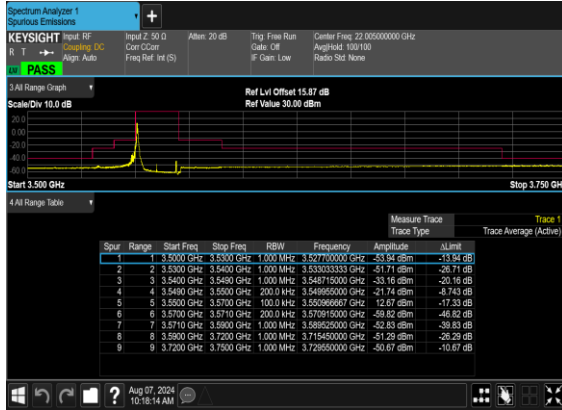 Spectrum Analyzer 1
Spurious Emissions
+
KEYSIGHT Input: RF Input Z: 50 Ω Atten: 20 dB Trig: Free Run Center Freq: 22.005000000 GHz
R T Coupling: DC Corr CCorr Gate: Off Avg|Hold: 100/100
Align: Auto Freq Ref: Int (S) IF Gain: Low Radio Std: None
PASS
3 All Range Graph Ref Lvl Offset 15.87 dB
Scale/Div 10.0 dB Ref Value 30.00 dBm
20.0
0.00
-20.0
-40.0
-60.0
Start 3.500 GHz Stop 3.750 GH
4 All Range Table
Measure Trace Trace 1
Trace Type Trace Average (Active)
Spur Range Start Freq Stop Freq RBW Frequency Amplitude ΔLimit
1 1 3.5000 GHz 3.5300 GHz 1.000 MHz 3.527700000 GHz -53.94 dBm -13.94 dB
2 2 3.5300 GHz 3.5400 GHz 1.000 MHz 3.533033333 GHz -51.71 dBm -26.71 dB
3 3 3.5400 GHz 3.5490 GHz 1.000 MHz 3.548715000 GHz -33.16 dBm -20.16 dB
4 4 3.5490 GHz 3.5500 GHz 200.0 kHz 3.549955000 GHz -21.74 dBm -8.743 dB
5 5 3.5500 GHz 3.5700 GHz 100.0 kHz 3.550966667 GHz 12.67 dBm -17.33 dB
6 6 3.5700 GHz 3.5710 GHz 200.0 kHz 3.570915000 GHz -59.82 dBm -46.82 dB
7 7 3.5710 GHz 3.5900 GHz 1.000 MHz 3.589525000 GHz -52.83 dBm -39.83 dB
8 8 3.5900 GHz 3.7200 GHz 1.000 MHz 3.715450000 GHz -51.29 dBm -26.29 dB
9 9 3.7200 GHz 3.7500 GHz 1.000 MHz 3.729550000 GHz -50.67 dBm -10.67 dB
? Aug 07, 2024
10:18:14 AM